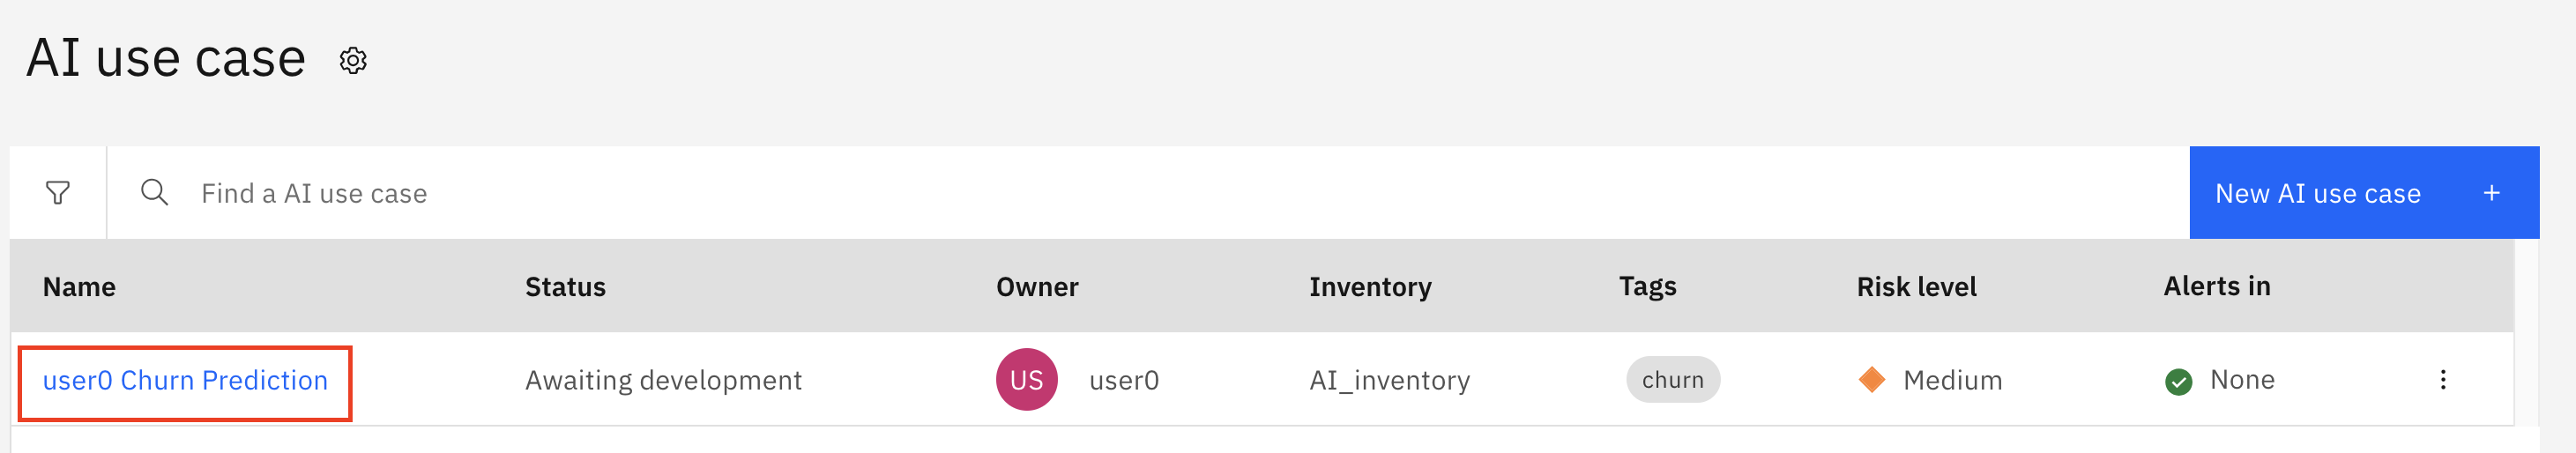 AI use case
Find a AI use case
New AI use case +
Name Status Owner Inventory Tags Risk level Alerts in
user0 Churn Prediction Awaiting development US user0 AI_inventory churn Medium None